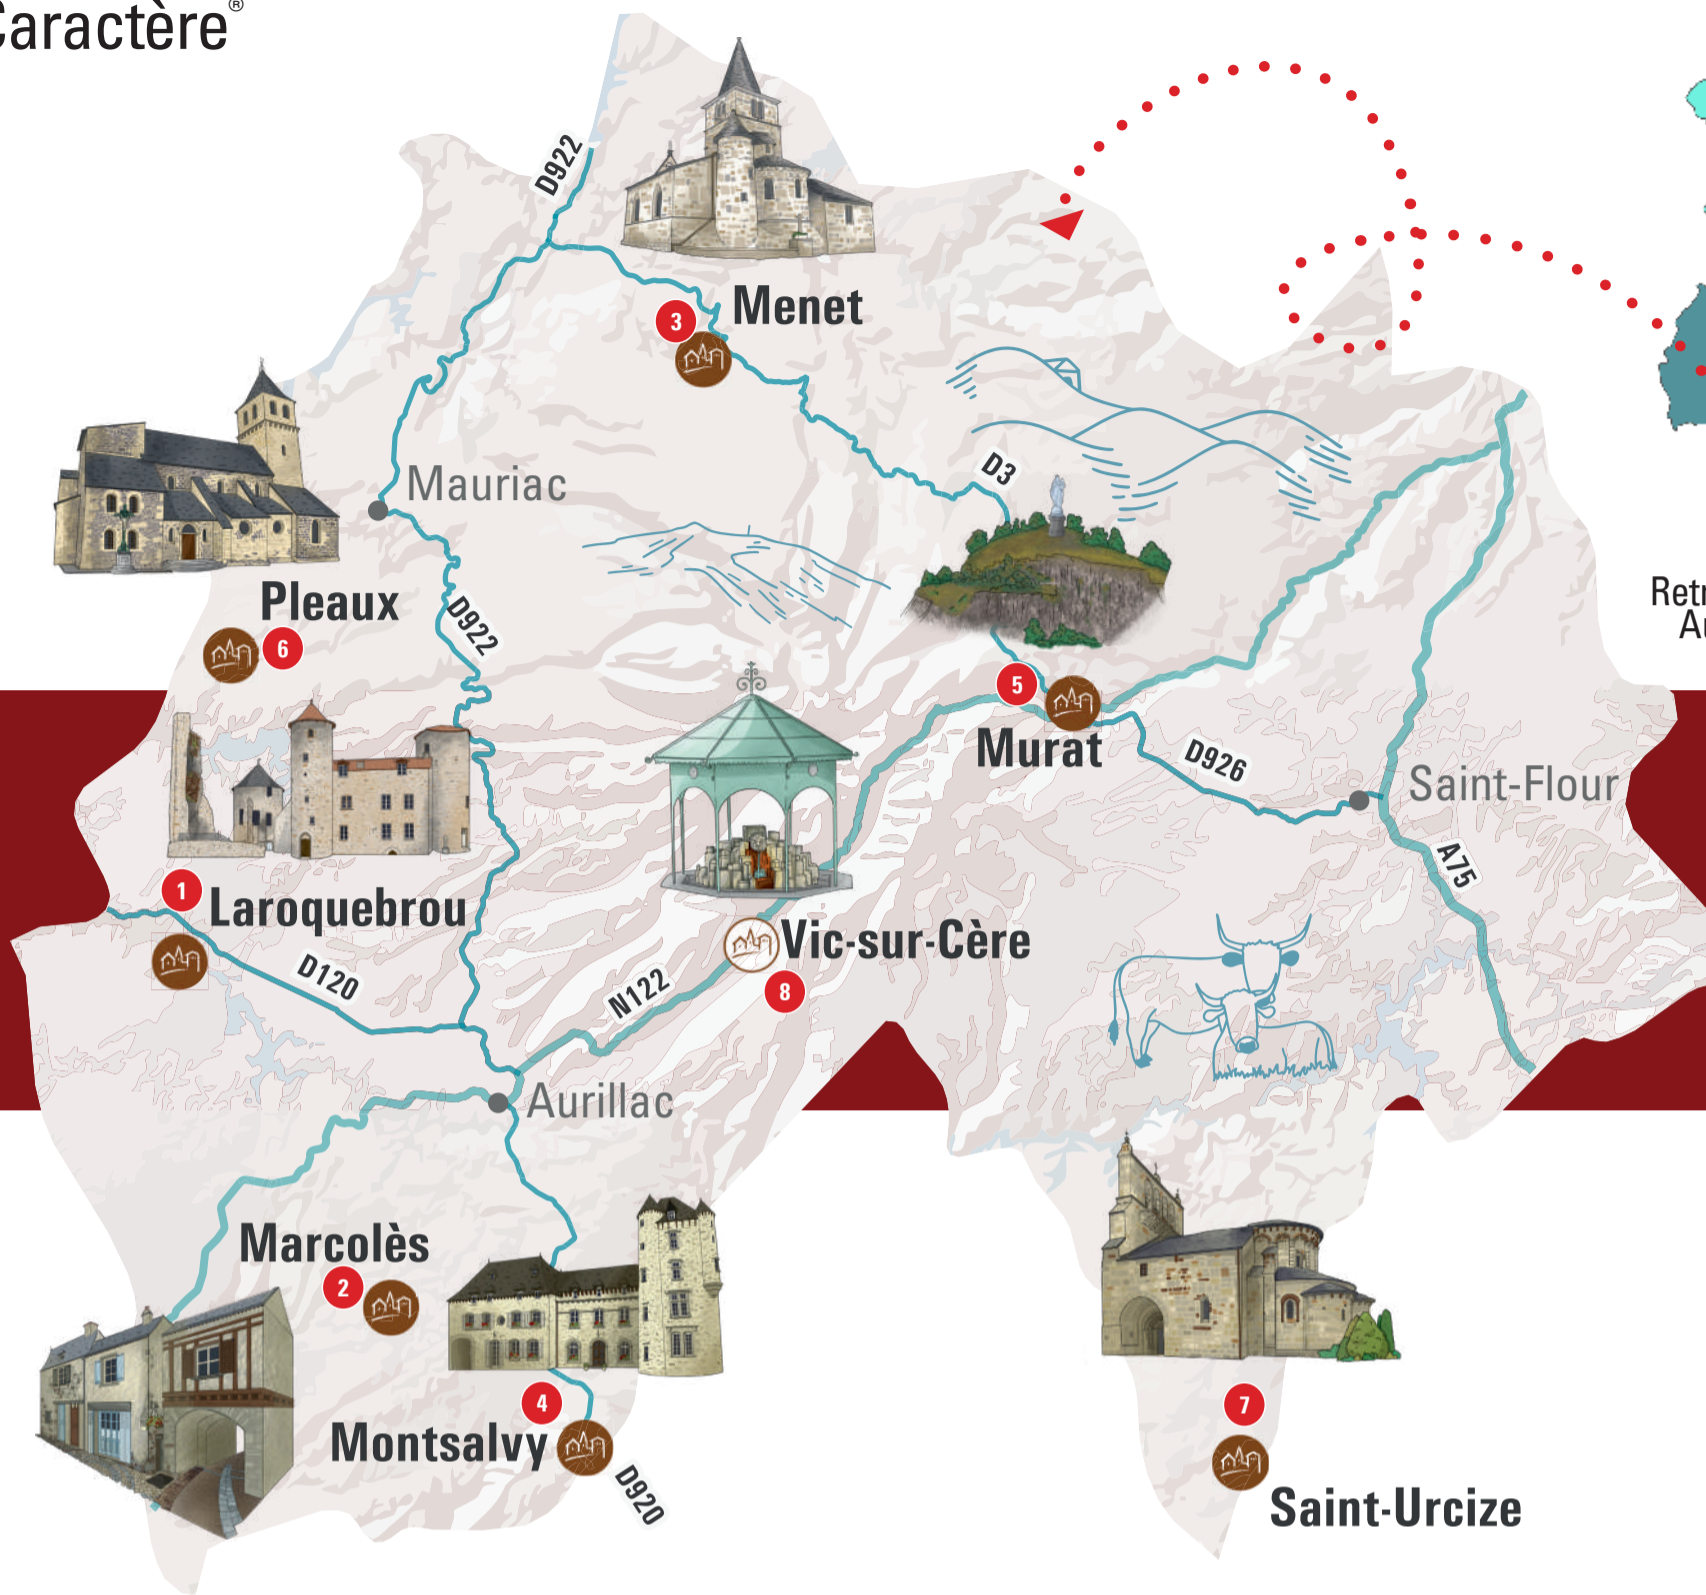 Caractère®
D922
3
Menet
Mauriac
D3
Pleaux
6
D922
5
Murat
D926
Saint-Flour
1
Laroquebrou
A75
D120
Vic-sur-Cère
N122
8
Aurillac
Marcolès
2
4
7
Montsalvy
D920
Saint-Urcize